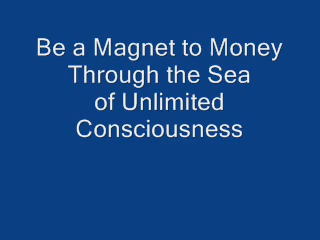 Be a Magnet to Money
Through the Sea
of Unlimited
Consciousness